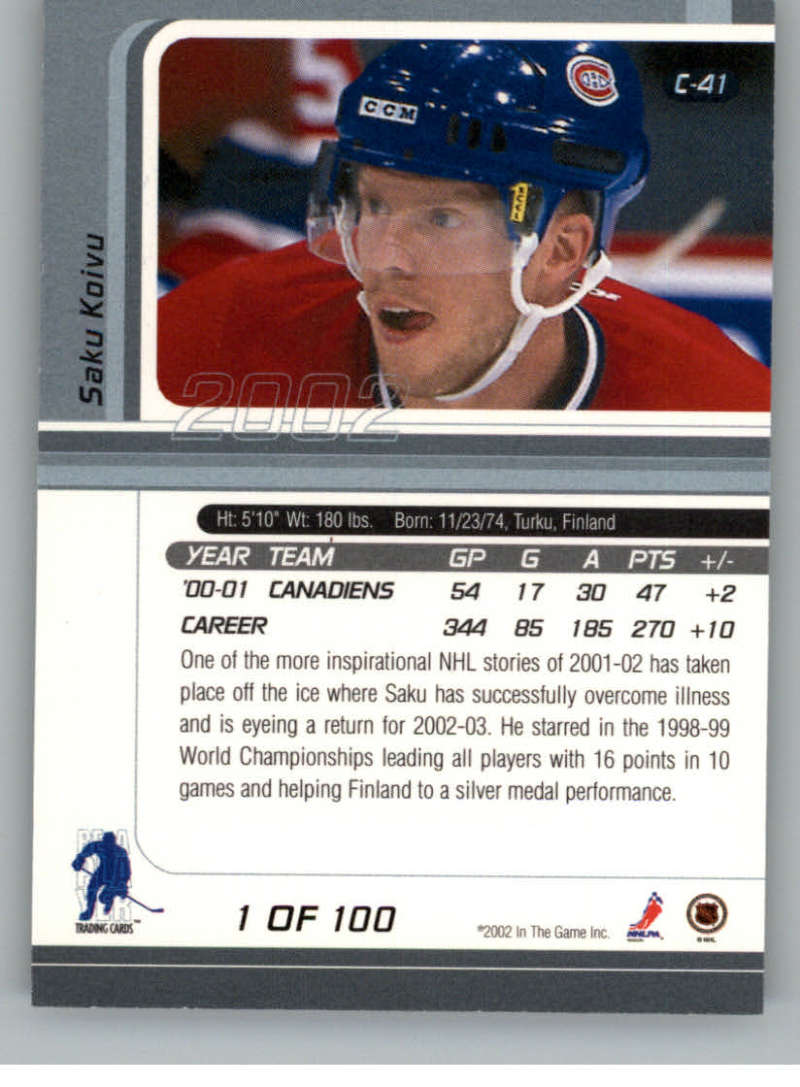 C-41
CCM
5
Saku Koivu
2002
Ht: 5'10" Wt: 180 lbs. Born: 11/23/74, Turku, Finland
YEAR TEAM GP G A PTS +/-
'00-01 CANADIENS 54 17 30 47 +2
CAREER 344 85 185 270 +10
One of the more inspirational NHL stories of 2001-02 has taken
place off the ice where Saku has successfully overcome illness
and is eyeing a return for 2002-03. He starred in the 1998-99
World Championships leading all players with 16 points in 10
games and helping Finland to a silver medal performance.
TRADING CARDS™
1 OF 100
©2002 In The Game Inc.
NHLPA
© NHL